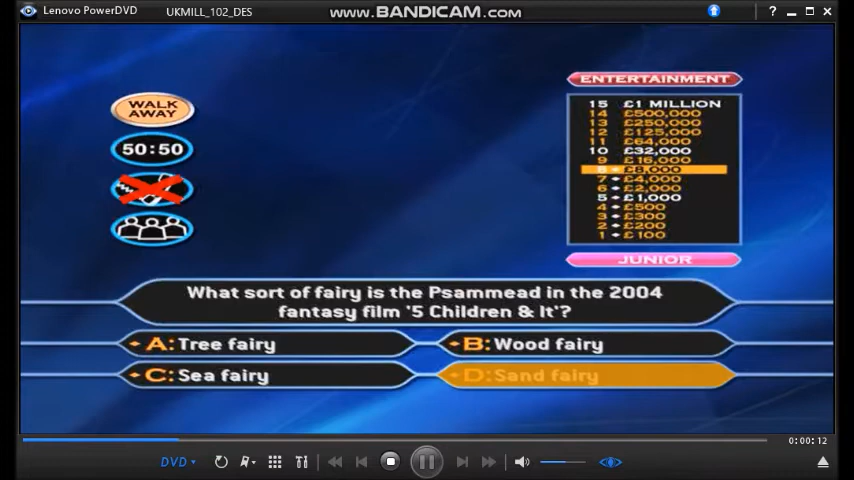 Lenovo PowerDVD
UKMILL_102_DES
www.BANDICAM.com
?
WALK
AWAY
50:50
ENTERTAINMENT
15 £1 MILLION
14 £500,000
13 £250,000
12 £125,000
11 £64,000
10 £32,000
9 £16,000
8 £8,000
7 £4,000
6 £2,000
5 £1,000
4 £500
3 £300
2 £200
1 £100
JUNIOR
What sort of fairy is the Psammead in the 2004
fantasy film '5 Children & It'?
A: Tree fairy
B: Wood fairy
C: Sea fairy
D: Sand fairy
0:00:12
DVD